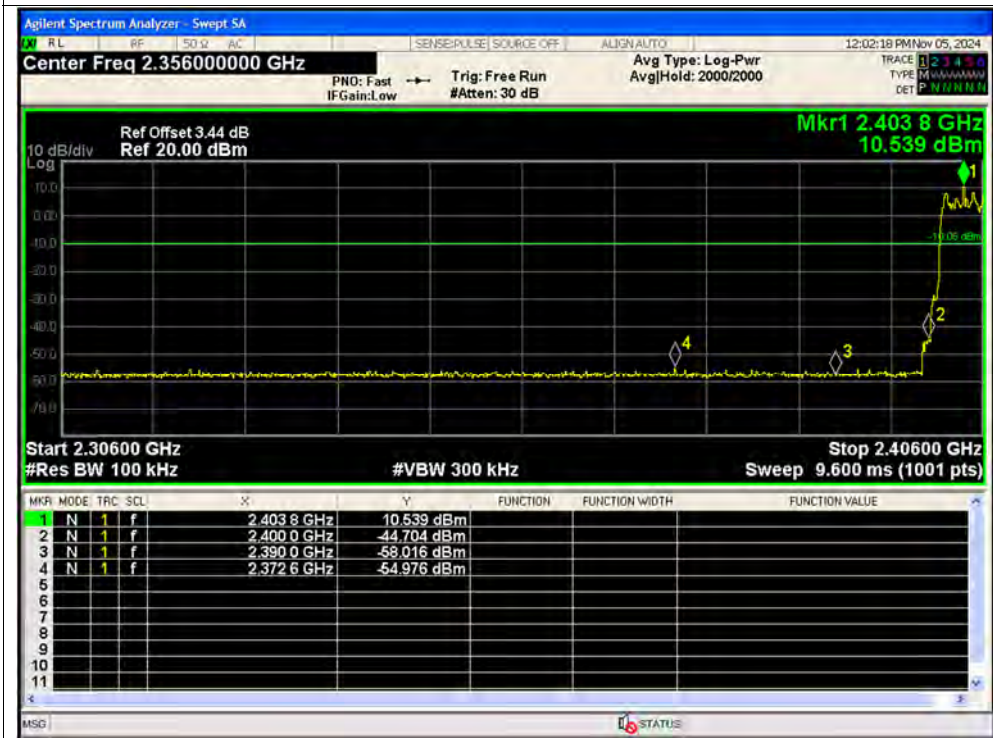 Agilent Spectrum Analyzer - Swept SA
RL RF 50 Ω AC SENSE:PULSE SOURCE OFF ALIGN AUTO 12:02:18 PM Nov 05, 2024
Center Freq 2.356000000 GHz
PNO: Fast
IFGain:Low
Trig: Free Run
#Atten: 30 dB
Avg Type: Log-Pwr
Avg|Hold: 2000/2000
TRACE 1 2 3 4 5 6
TYPE M
DET P N N N N N
Mkr1 2.403 8 GHz
10.539 dBm
Ref Offset 3.44 dB
10 dB/div Ref 20.00 dBm
Log
10.0
0.00
-10.0
-20.0
-30.0
-40.0
-50.0
-60.0
-70.0
1
2
3
4
Start 2.30600 GHz Stop 2.40600 GHz
#Res BW 100 kHz #VBW 300 kHz Sweep 9.600 ms (1001 pts)
MKR MODE TRC SCL X Y FUNCTION FUNCTION WIDTH FUNCTION VALUE
1 N 1 f 2.403 8 GHz 10.539 dBm
2 N 1 f 2.400 0 GHz -44.704 dBm
3 N 1 f 2.390 0 GHz -58.016 dBm
4 N 1 f 2.372 6 GHz -54.976 dBm
5
6
7
8
9
10
11
MSG STATUS